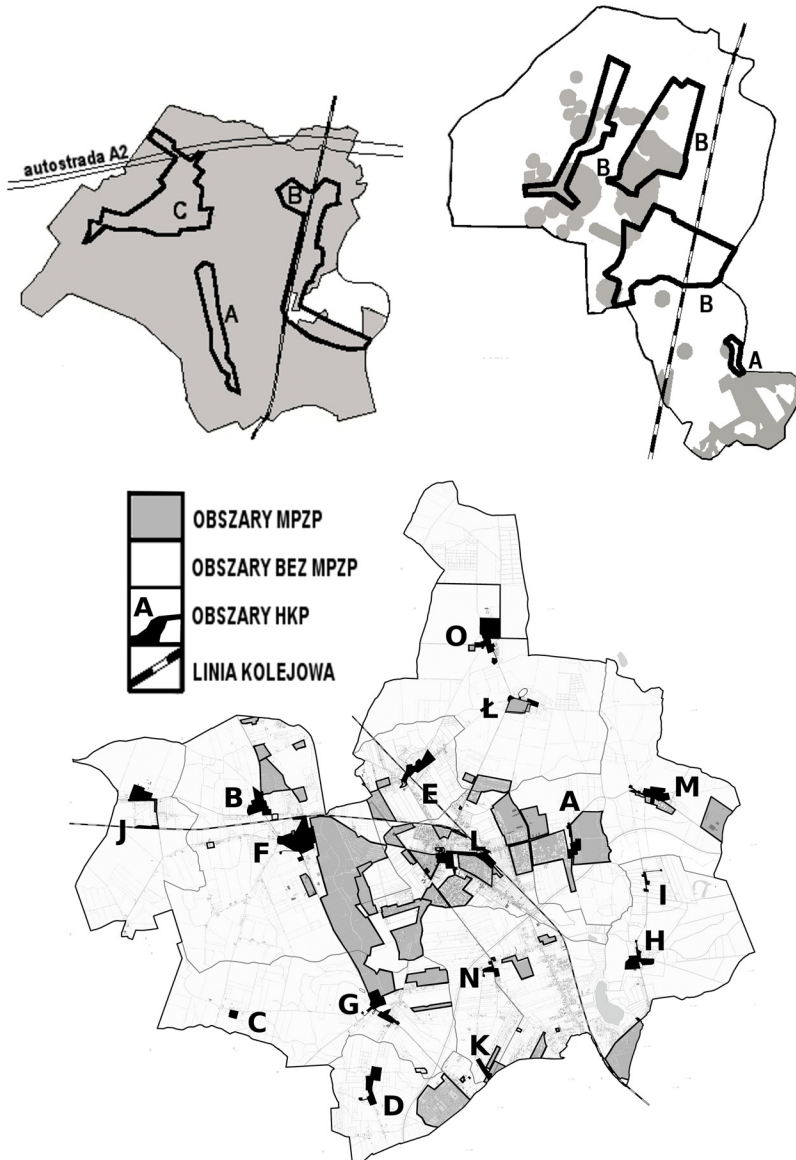 autostrada A2
C
B
A
B
B
B
A
OBSZARY MPZP
OBSZARY BEZ MPZP
A
OBSZARY HKP
LINIA KOLEJOWA
O
Ł
E
B
A
M
J
F
L
I
H
N
G
C
K
D